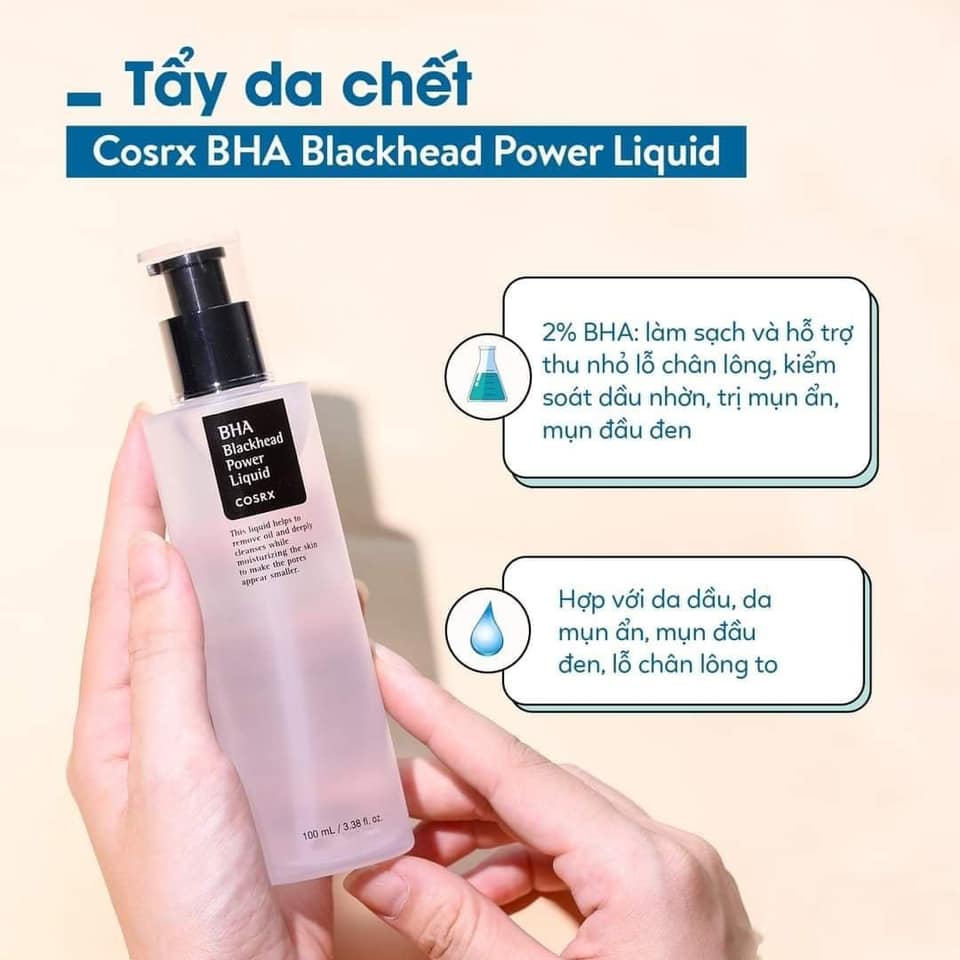 Tẩy da chết
Cosrx BHA Blackhead Power Liquid
2% BHA: làm sạch và hỗ trợ
thu nhỏ lỗ chân lông, kiểm
soát dầu nhờn, trị mụn ẩn,
mụn đầu đen
BHA
Blackhead
Power
Liquid
COSRX
This liquid helps to
remove oil and deeply
cleanses while
moisturizing the skin
to make the pores
appear smaller.
Hợp với da dầu, da
mụn ẩn, mụn đầu
đen, lỗ chân lông to
100 mL / 3.38 fl. oz.